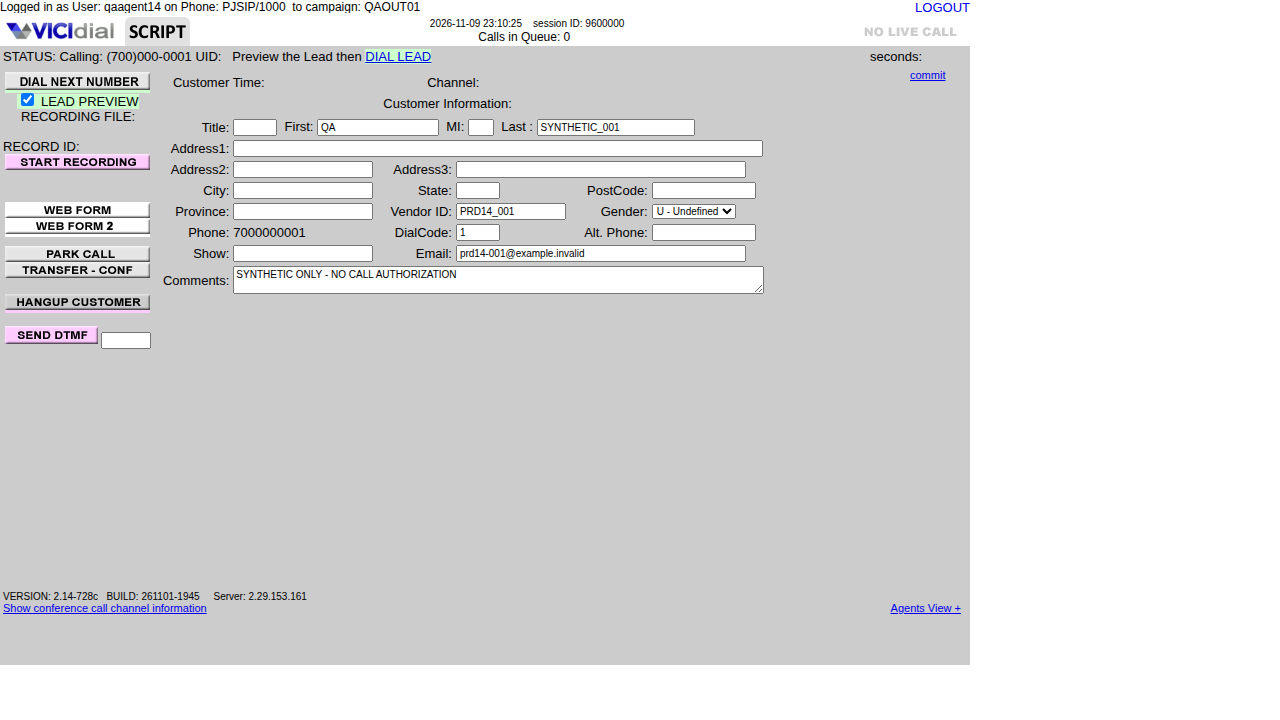 Logged in as User: qaagent14 on Phone: PJSIP/1000  to campaign: QAOUT01
LOGOUT
VICIdial
SCRIPT
2026-11-09 23:10:25    session ID: 9600000
Calls in Queue: 0
NO LIVE CALL
STATUS: Calling: (700)000-0001 UID:   Preview the Lead then DIAL LEAD
seconds:
DIAL NEXT NUMBER
LEAD PREVIEW
RECORDING FILE:
RECORD ID:
START RECORDING
WEB FORM
WEB FORM 2
PARK CALL
TRANSFER - CONF
HANGUP CUSTOMER
SEND DTMF
Customer Time:
Channel:
commit
Customer Information:
Title: First: QA MI: Last : SYNTHETIC_001
Address1:
Address2: Address3:
City: State: PostCode:
Province: Vendor ID: PRD14_001 Gender: U - Undefined
Phone: 7000000001 DialCode: 1 Alt. Phone:
Show: Email: prd14-001@example.invalid
Comments: SYNTHETIC ONLY - NO CALL AUTHORIZATION
VERSION: 2.14-728c   BUILD: 261101-1945     Server: 2.29.153.161
Show conference call channel information
Agents View +